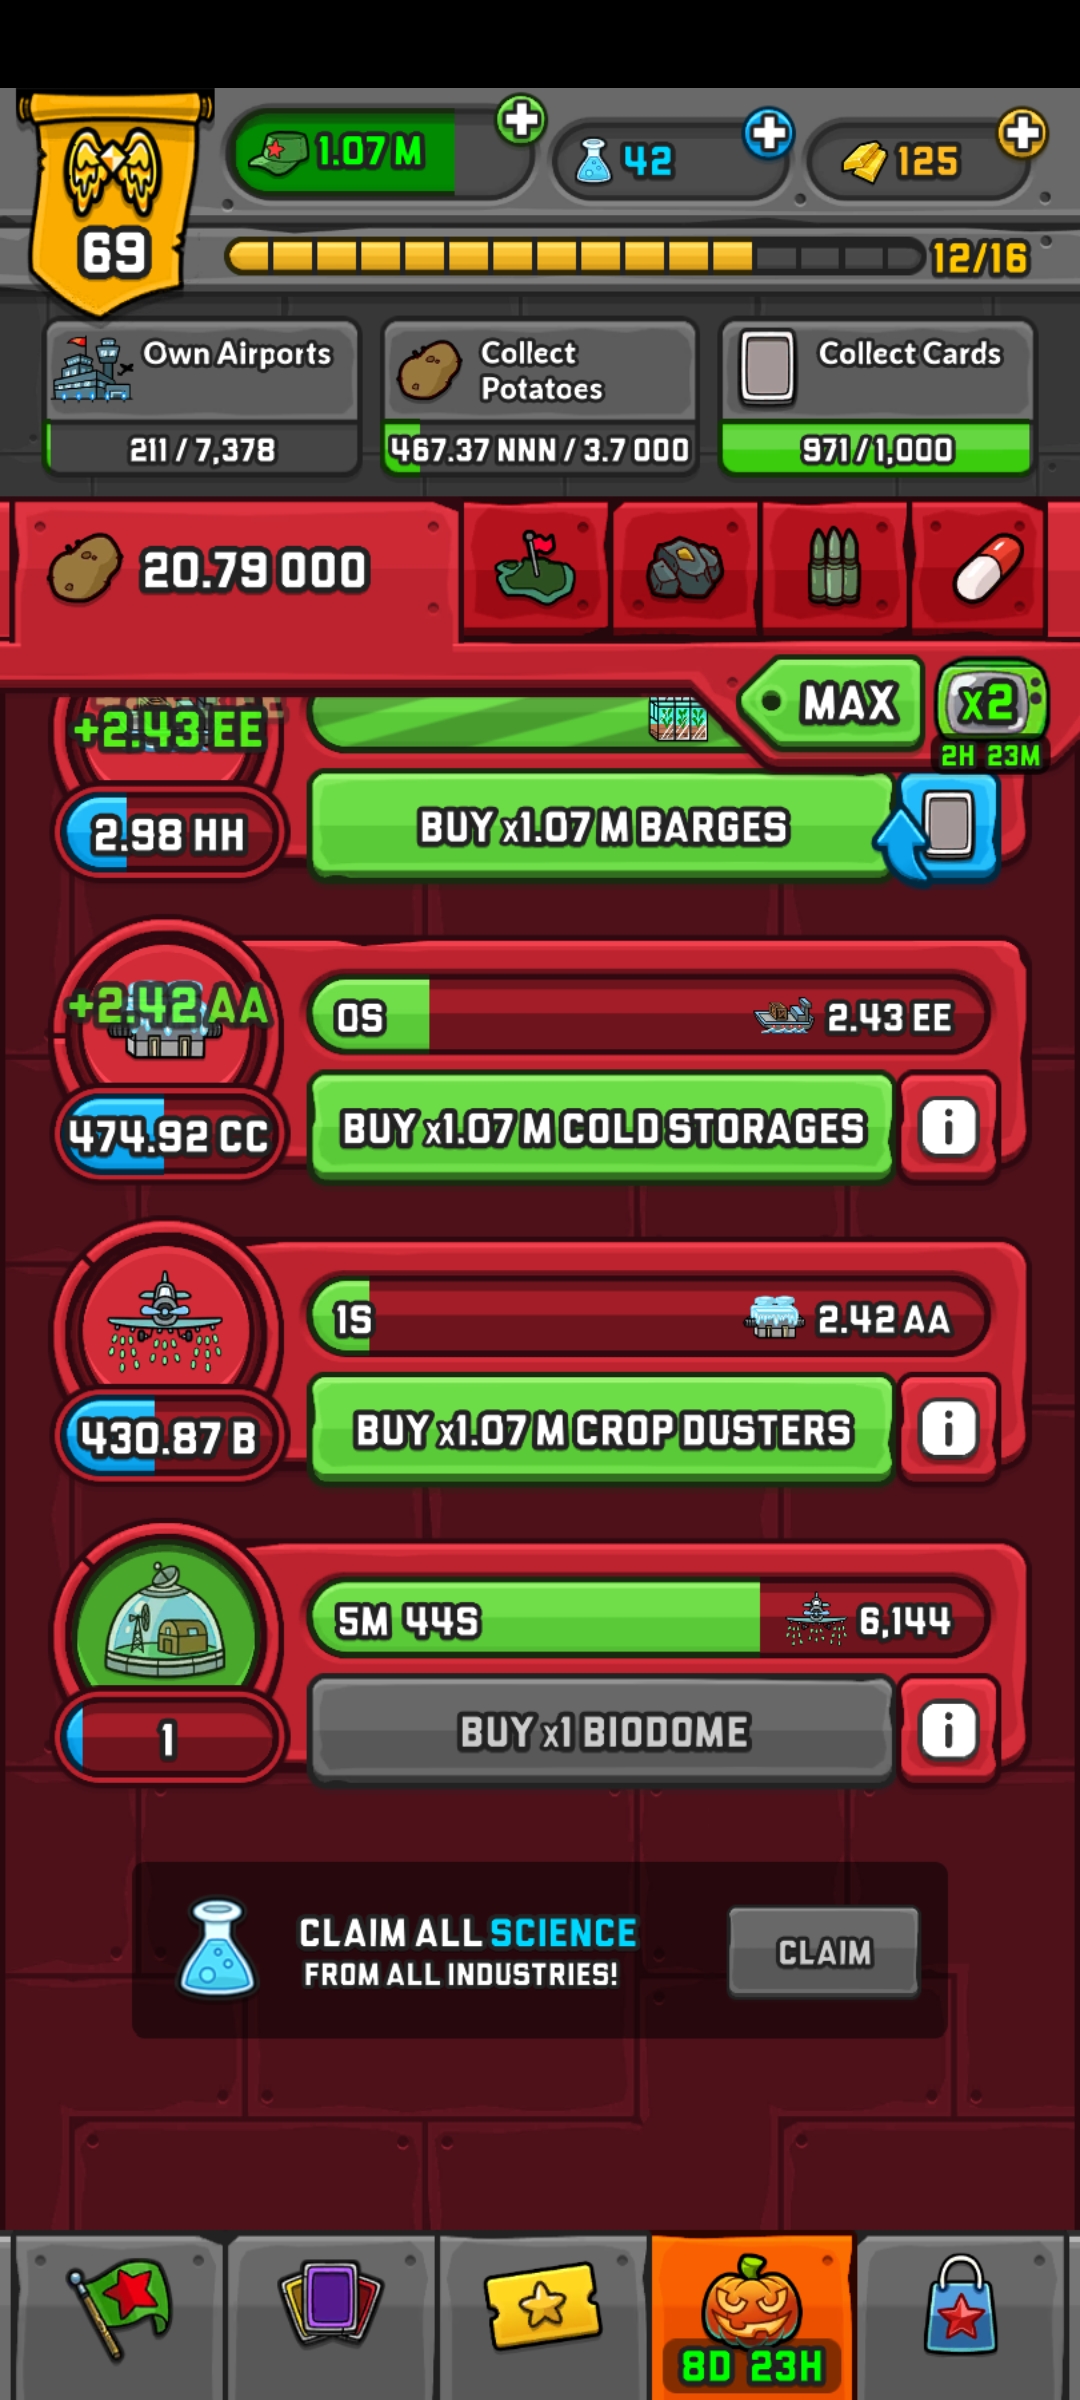 1.07 M
42
125
69
12/16
Own Airports
211 / 7,378
Collect
Potatoes
467.37 NNN / 3.7 OOO
Collect Cards
971 / 1,000
20.79 OOO
MAX
x2
2H 23M
+2.43 EE
2.98 HH
BUY x1.07 M BARGES
+2.42 AA
0S
2.43 EE
474.92 CC
BUY x1.07 M COLD STORAGES
i
1S
2.42 AA
430.87 B
BUY x1.07 M CROP DUSTERS
i
5M 44S
6,144
1
BUY x1 BIODOME
i
CLAIM ALL SCIENCE
FROM ALL INDUSTRIES!
CLAIM
8D 23H